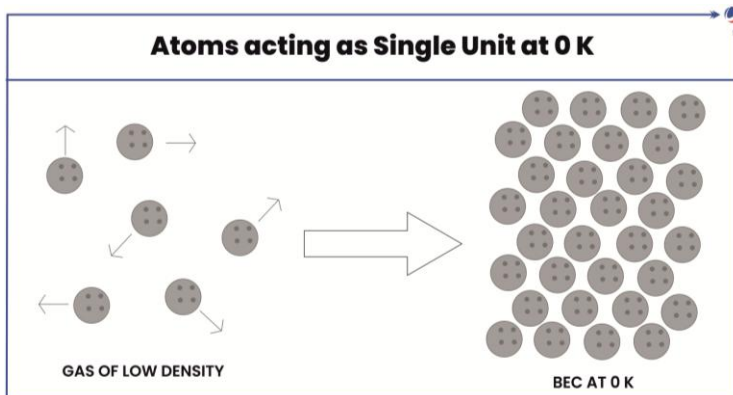 Atoms acting as Single Unit at 0 K
GAS OF LOW DENSITY
BEC AT 0 K